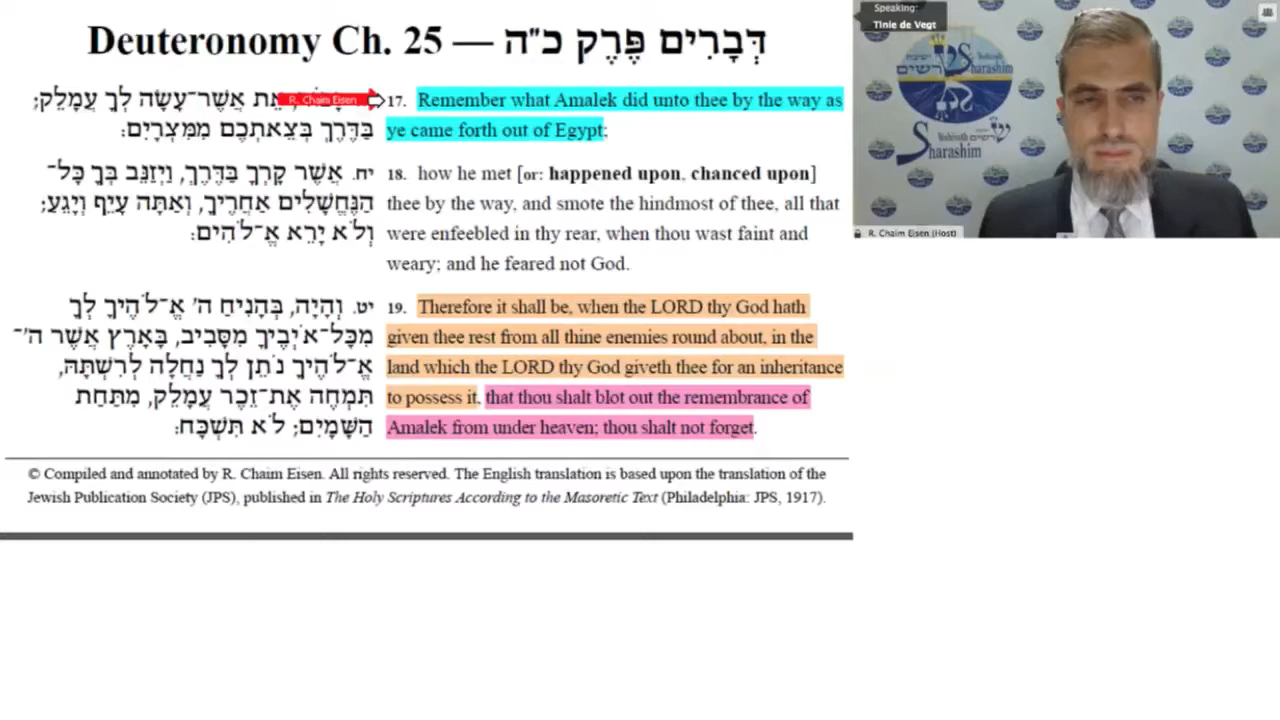 Deuteronomy Ch. 25 — דְּבָרִים פֶּרֶק כ"ה
אֵת אֲשֶׁר־עָשָׂה לְךָ עֲמָלֵק;
בַּדֶּרֶךְ בְּצֵאתְכֶם מִמִּצְרָיִם:
R. Chaim Eisen
17. Remember what Amalek did unto thee by the way as
ye came forth out of Egypt;
יח. אֲשֶׁר קָרְךָ בַּדֶּרֶךְ, וַיְזַנֵּב בְּךָ כָּל־
הַנֶּחֱשָׁלִים אַחֲרֶיךָ, וְאַתָּה עָיֵף וְיָגֵעַ;
וְלֹא יָרֵא אֱ־לֹהִים:
18. how he met [or: happened upon, chanced upon]
thee by the way, and smote the hindmost of thee, all that
were enfeebled in thy rear, when thou wast faint and
weary; and he feared not God.
יט. וְהָיָה, בְּהָנִיחַ ה' אֱ־לֹהֶיךָ לְךָ
מִכָּל־אֹיְבֶיךָ מִסָּבִיב, בָּאָרֶץ אֲשֶׁר ה'־
אֱ־לֹהֶיךָ נֹתֵן לְךָ נַחֲלָה לְרִשְׁתָּהּ,
תִּמְחֶה אֶת־זֵכֶר עֲמָלֵק, מִתַּחַת
הַשָּׁמָיִם; לֹא תִּשְׁכָּח:
19. Therefore it shall be, when the LORD thy God hath
given thee rest from all thine enemies round about, in the
land which the LORD thy God giveth thee for an inheritance
to possess it, that thou shalt blot out the remembrance of
Amalek from under heaven; thou shalt not forget.
© Compiled and annotated by R. Chaim Eisen. All rights reserved. The English translation is based upon the translation of the
Jewish Publication Society (JPS), published in The Holy Scriptures According to the Masoretic Text (Philadelphia: JPS, 1917).
Speaking:
Tinie de Vegt
ישיבת
שרשים
Sharashim
Yeshivath
Sharashim
R. Chaim Eisen (Host)